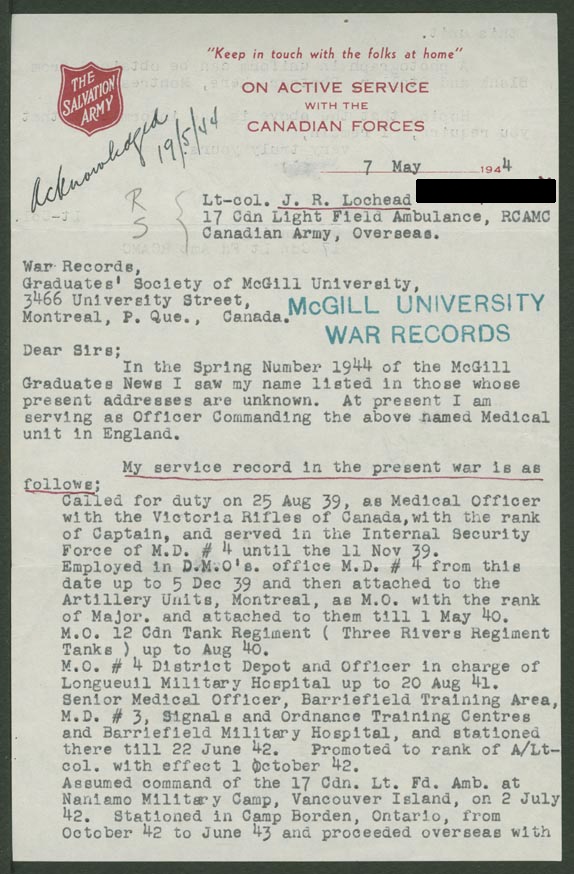 "Keep in touch with the folks at home"
THE
SALVATION
ARMY
ON ACTIVE SERVICE
WITH THE
CANADIAN FORCES
Acknowledged
19/5/44
7 May 1944
R
S
Lt-col. J. R. Lochead
17 Cdn Light Field Ambulance, RCAMC
Canadian Army, Overseas.
War Records,
Graduates' Society of McGill University,
3466 University Street,
Montreal, P. Que., Canada.
McGILL UNIVERSITY
WAR RECORDS
Dear Sirs;
In the Spring Number 1944 of the McGill
Graduates News I saw my name listed in those whose
present addresses are unknown. At present I am
serving as Officer Commanding the above named Medical
unit in England.
My service record in the present war is as
follows;
Called for duty on 25 Aug 39, as Medical Officer
with the Victoria Rifles of Canada,with the rank
of Captain, and served in the Internal Security
Force of M.D. # 4 until the 11 Nov 39.
Employed in D.M.O's. office M.D. # 4 from this
date up to 5 Dec 39 and then attached to the
Artillery Units, Montreal, as M.O. with the rank
of Major. and attached to them till 1 May 40.
M.O. 12 Cdn Tank Regiment ( Three Rivers Regiment
Tanks ) up to Aug 40.
M.O. # 4 District Depot and Officer in charge of
Longueuil Military Hospital up to 20 Aug 41.
Senior Medical Officer, Barriefield Training Area,
M.D. # 3, Signals and Ordnance Training Centres
and Barriefield Military Hospital, and stationed
there till 22 June 42. Promoted to rank of A/Lt-
col. with effect 1 October 42.
Assumed command of the 17 Cdn. Lt. Fd. Amb. at
Naniamo Military Camp, Vancouver Island, on 2 July
42. Stationed in Camp Borden, Ontario, from
October 42 to June 43 and proceeded overseas with